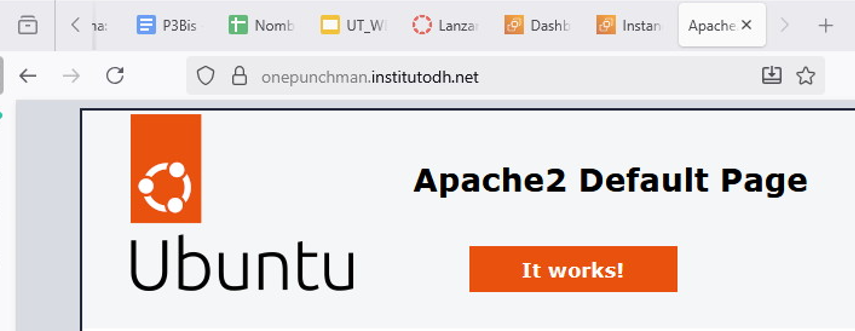 P3Bis
Nomb
UT_W
Lanzar
Dashb
Instan
Apache
onepunchman.institutodh.net
Apache2 Default Page
Ubuntu
It works!